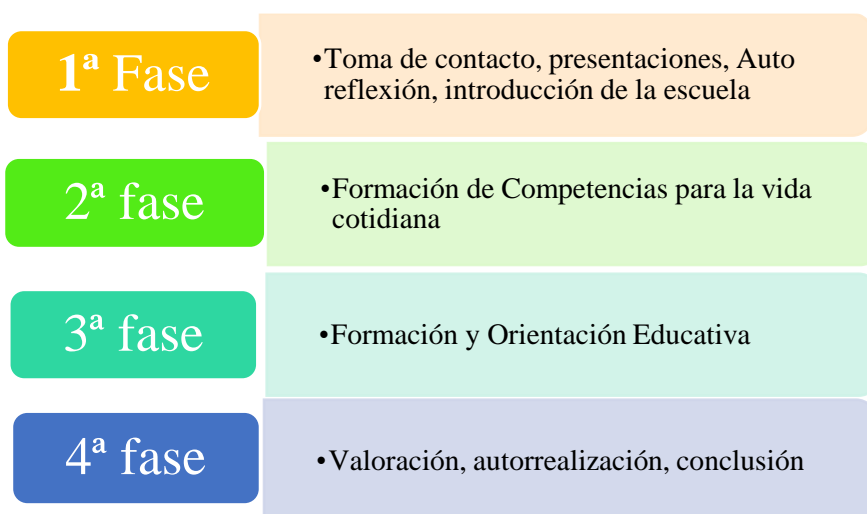 1ª Fase
•Toma de contacto, presentaciones, Auto
reflexión, introducción de la escuela
2ª fase
•Formación de Competencias para la vida
cotidiana
3ª fase
•Formación y Orientación Educativa
4ª fase
•Valoración, autorrealización, conclusión